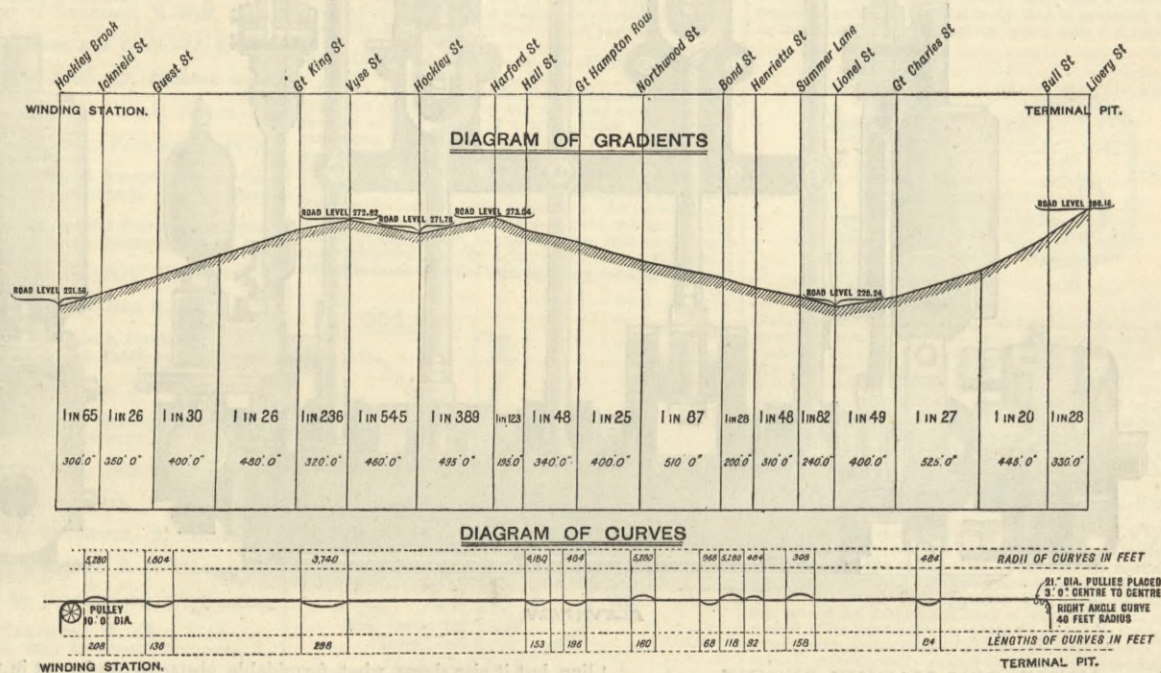 Hockley Brook Icknield St Guest St Gt King St Vyse St Hockley St Harford St Hall St Gt Hampton Row Northwood St Bond St Henrietta St Summer Lane Lionel St Gt Charles St Bull St Livery St
WINDING STATION. TERMINAL PIT.
DIAGRAM OF GRADIENTS
ROAD LEVEL 272.82 ROAD LEVEL 271.78 ROAD LEVEL 273.04 ROAD LEVEL
ROAD LEVEL 221.50 ROAD LEVEL
1 IN 65 1 IN 26 1 IN 30 1 IN 26 1 IN 236 1 IN 545 1 IN 389 1 IN 123 1 IN 48 1 IN 25 1 IN 87 1 IN 28 1 IN 48 1 IN 82 1 IN 49 1 IN 27 1 IN 20 1 IN 28
300'.0" 350'.0" 400'.0" 480'.0" 320'.0" 460'.0" 495'.0" 195'.0" 340'.0" 400'.0" 510'0" 200'.0" 310'0" 240'.0" 400'.0" 525'.0" 445'.0" 330'.0"
DIAGRAM OF CURVES
5,280 1,804 3,740 4,180 484 5,280 968 5,280 484 398 484 RADII OF CURVES IN FEET
21." DIA. PULLIES PLACED
3'.0" CENTRE TO CENTRE
PULLEY
10'.0" DIA.
RIGHT ANGLE CURVE
40 FEET RADIUS
208 138 298 153 196 160 68 118 92 158 84 LENGTHS OF CURVES IN FEET
WINDING STATION. TERMINAL PIT.